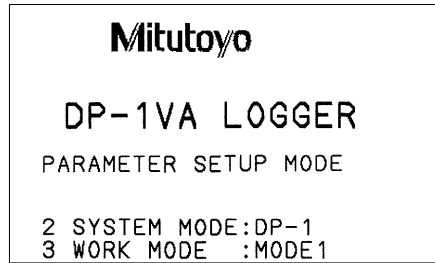 Mitutoyo
DP-1VA LOGGER
PARAMETER SETUP MODE
2 SYSTEM MODE:DP-1
3 WORK MODE :MODE1